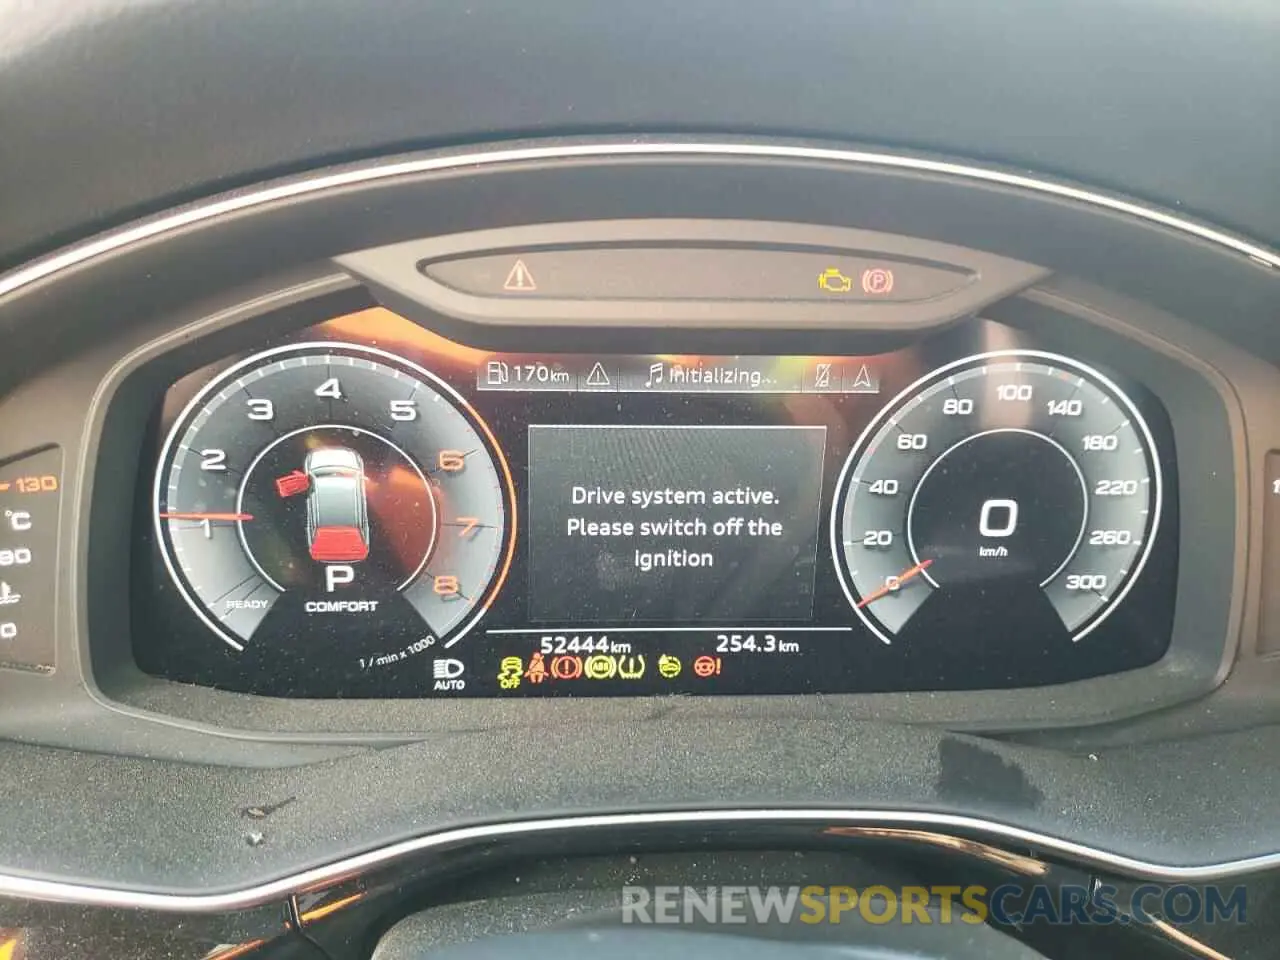 170km
Initializing...
1
2
3
4
5
6
7
8
READY
P
COMFORT
1 / min x 1000
Drive system active.
Please switch off the
ignition
52444km
254.3km
AUTO
OFF
ABS
P
0
20
40
60
80
100
140
180
220
260
300
0
km/h
130
°C
90
RENEWSPORTSCARS.COM